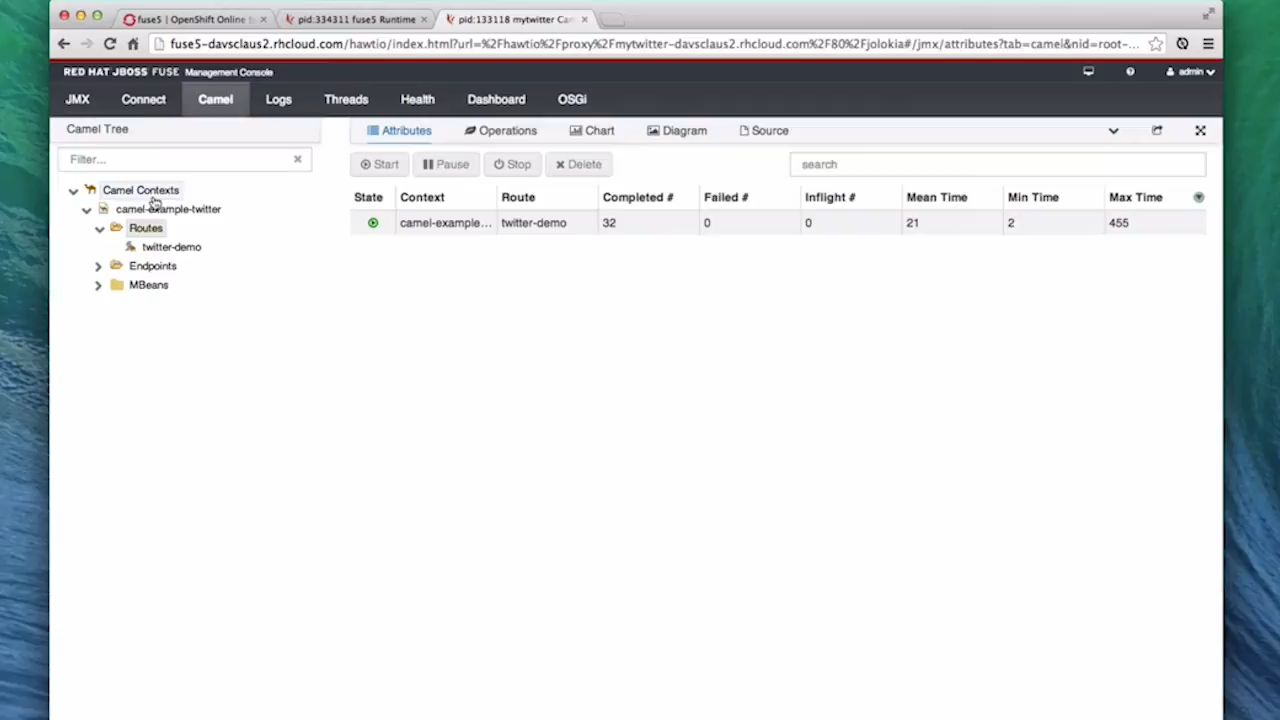 fuse5 | OpenShift Online
pid:334311 fuse5 Runtime
pid:133118 mytwitter Ca
fuse5-davsclaus2.rhcloud.com/hawtio/index.html?url=%2Fhawtio%2Fproxy%2Fmytwitter-davsclaus2.rhcloud.com%2F80%2Fjolokia#/jmx/attributes?tab=camel&nid=root-...
RED HAT JBOSS FUSE Management Console
admin
JMX Connect Camel Logs Threads Health Dashboard OSGi
Camel Tree
Attributes Operations Chart Diagram Source
Filter...
Start Pause Stop Delete
search
Camel Contexts
camel-example-twitter
Routes
twitter-demo
Endpoints
MBeans
State Context Route Completed # Failed # Inflight # Mean Time Min Time Max Time
camel-example... twitter-demo 32 0 0 21 2 455